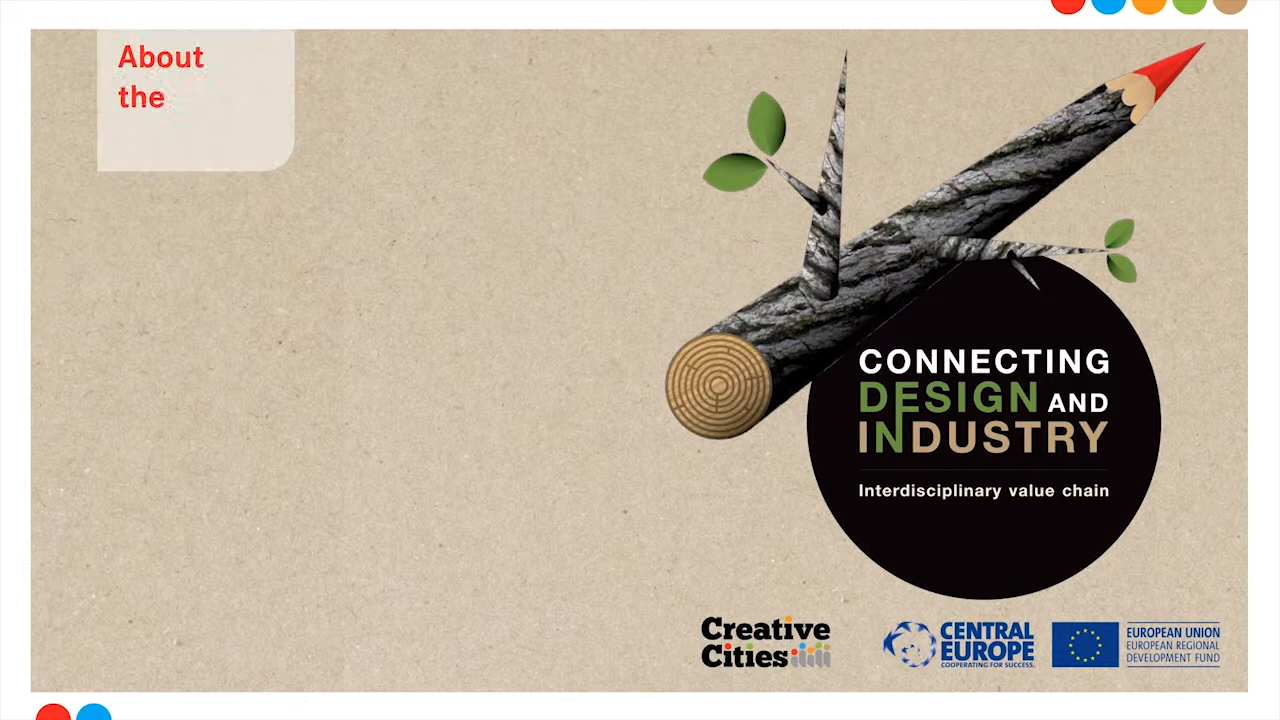 About
the
CONNECTING
DESIGN AND
INDUSTRY
Interdisciplinary value chain
Creative
Cities
CENTRAL
EUROPE
COOPERATING FOR SUCCESS.
EUROPEAN UNION
EUROPEAN REGIONAL
DEVELOPMENT FUND